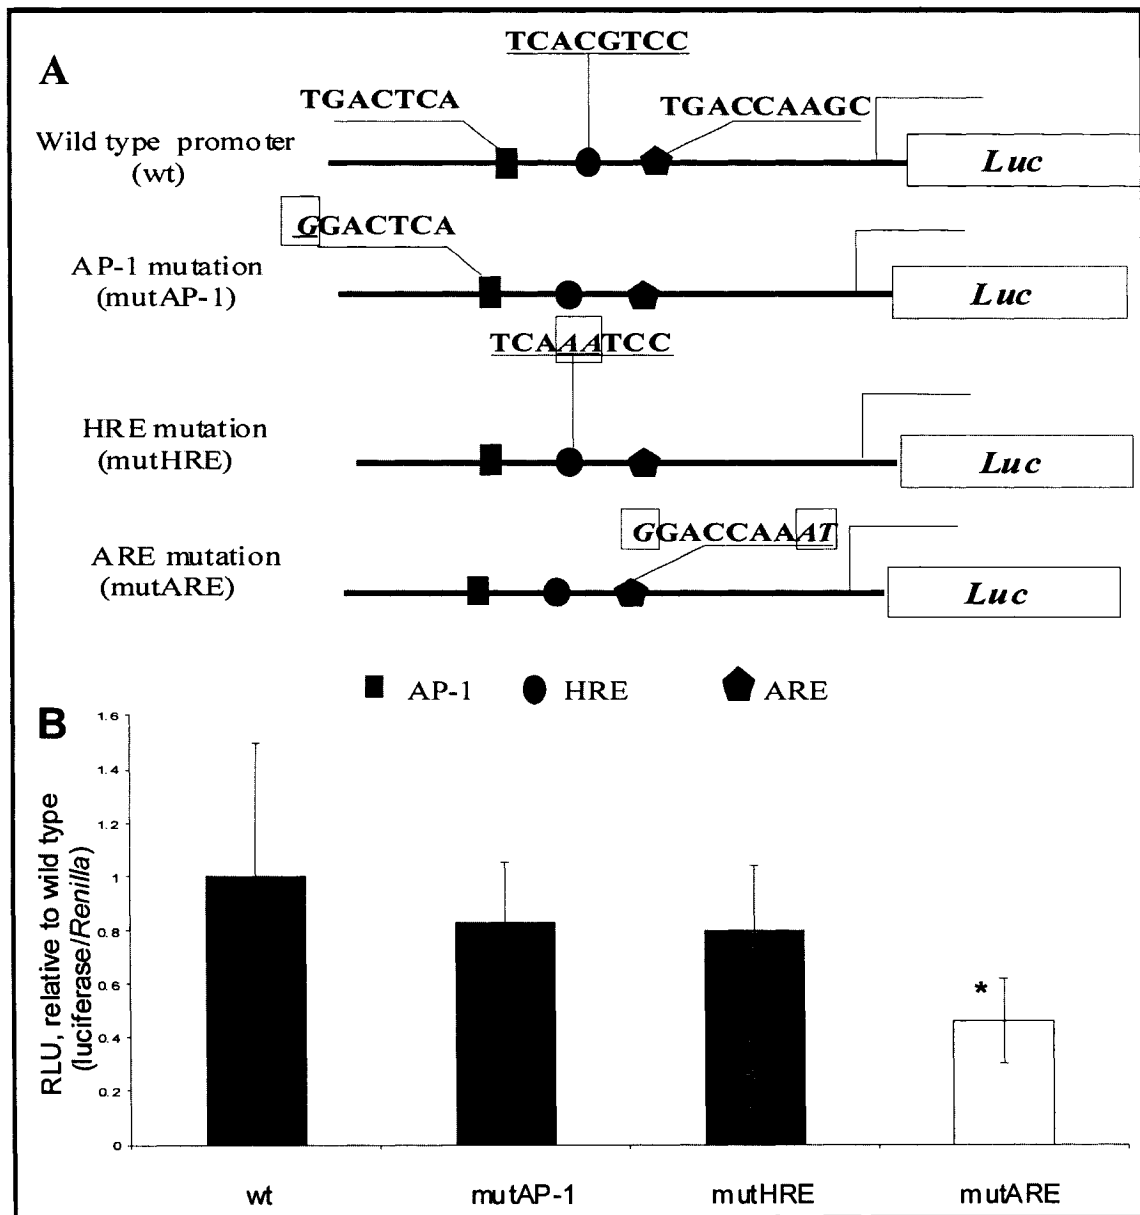 A
TCACGTCC
TGACTCA
TGACCAAGC
Wild type promoter
(wt)
Luc
GGACTCA
AP-1 mutation
(mutAP-1)
Luc
TCAAATCC
HRE mutation
(mutHRE)
Luc
GGACCAAAT
ARE mutation
(mutARE)
Luc
AP-1
HRE
ARE
B
RLU, relative to wild type
(luciferase/Renilla)
1.6
1.4
1.2
1
0.8
0.6
0.4
0.2
0
*
wt
mutAP-1
mutHRE
mutARE